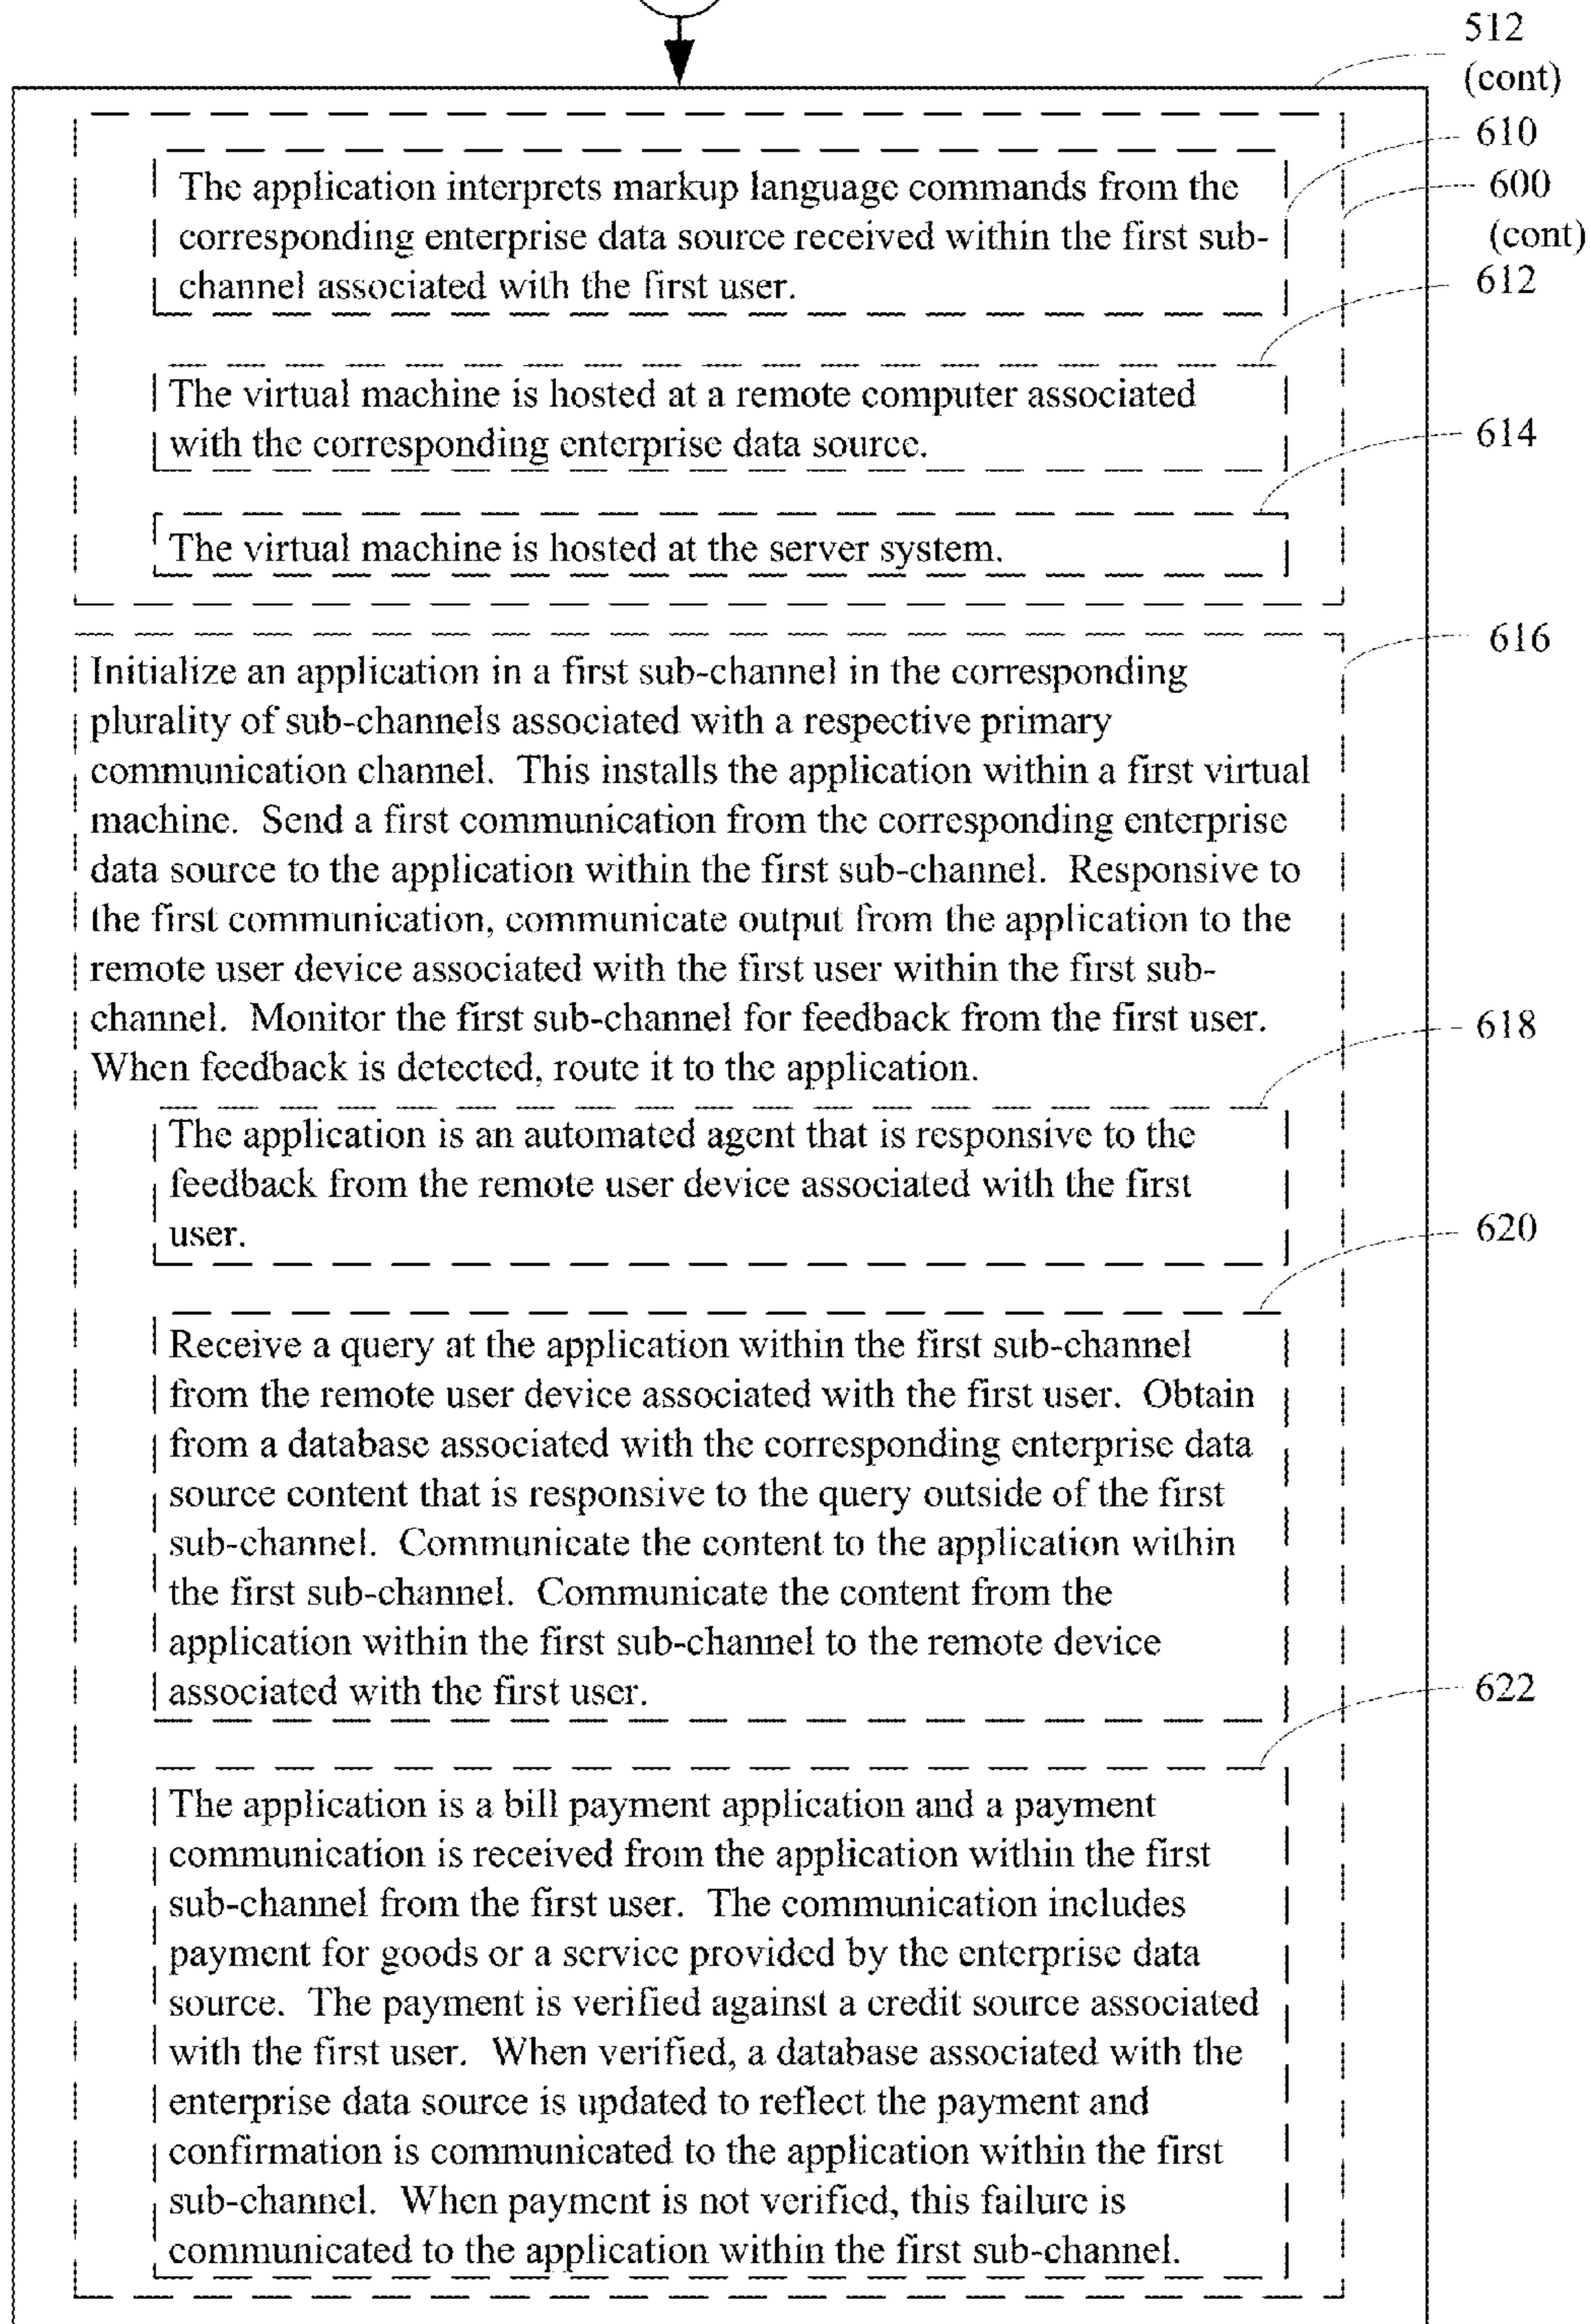 512
(cont)
610
600
(cont)
The application interprets markup language commands from the
corresponding enterprise data source received within the first sub-
channel associated with the first user.
612
The virtual machine is hosted at a remote computer associated
with the corresponding enterprise data source.
614
The virtual machine is hosted at the server system.
616
Initialize an application in a first sub-channel in the corresponding
plurality of sub-channels associated with a respective primary
communication channel.  This installs the application within a first virtual
machine.  Send a first communication from the corresponding enterprise
data source to the application within the first sub-channel.  Responsive to
the first communication, communicate output from the application to the
remote user device associated with the first user within the first sub-
channel.  Monitor the first sub-channel for feedback from the first user.
When feedback is detected, route it to the application.
618
The application is an automated agent that is responsive to the
feedback from the remote user device associated with the first
user.
620
Receive a query at the application within the first sub-channel
from the remote user device associated with the first user.  Obtain
from a database associated with the corresponding enterprise data
source content that is responsive to the query outside of the first
sub-channel.  Communicate the content to the application within
the first sub-channel.  Communicate the content from the
application within the first sub-channel to the remote device
associated with the first user.
622
The application is a bill payment application and a payment
communication is received from the application within the first
sub-channel from the first user.  The communication includes
payment for goods or a service provided by the enterprise data
source.  The payment is verified against a credit source associated
with the first user.  When verified, a database associated with the
enterprise data source is updated to reflect the payment and
confirmation is communicated to the application within the first
sub-channel.  When payment is not verified, this failure is
communicated to the application within the first sub-channel.